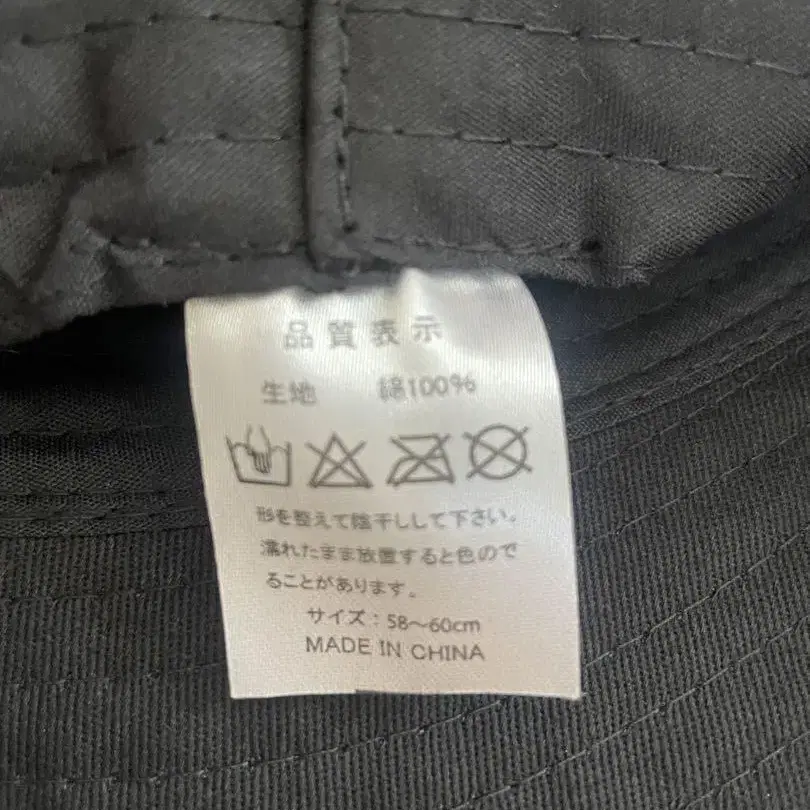 品質表示
生地 綿100%
形を整えて陰干しして下さい。
濡れたまま放置すると色ので
ることがあります。
サイズ：58〜60cm
MADE IN CHINA